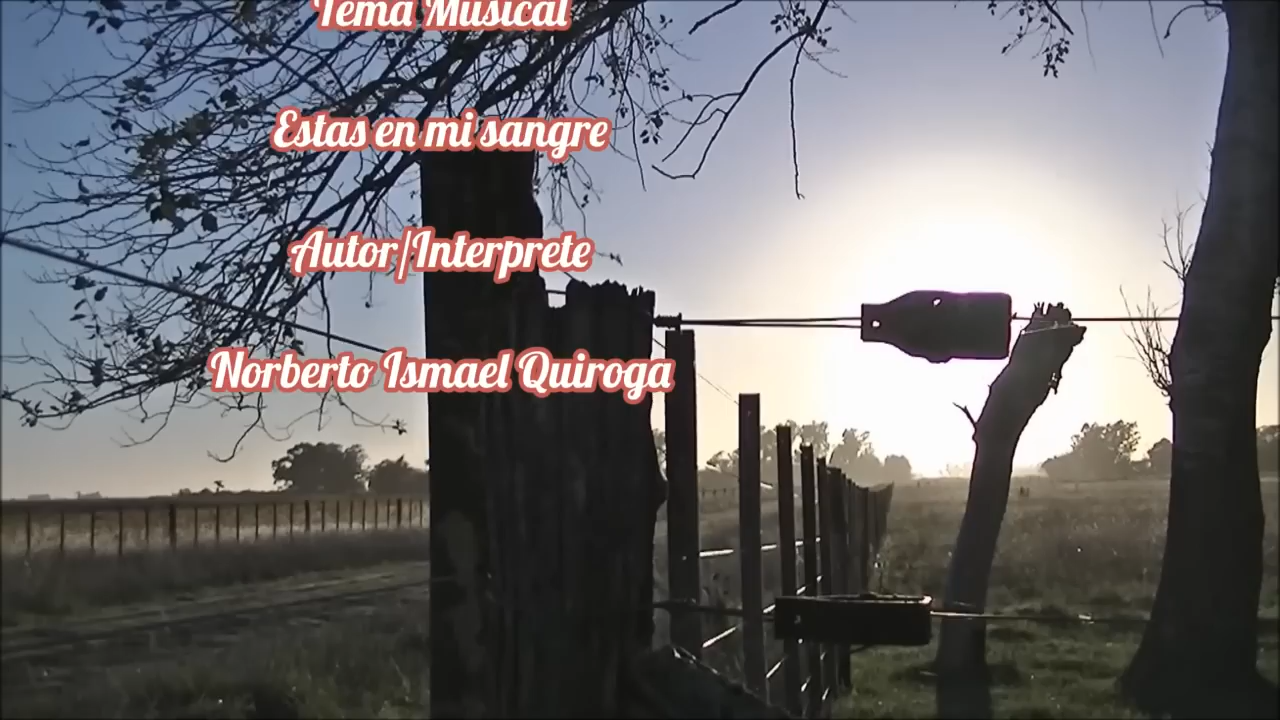 Tema Musical
Estas en mi sangre
Autor/Interprete
Norberto Ismael Quiroga